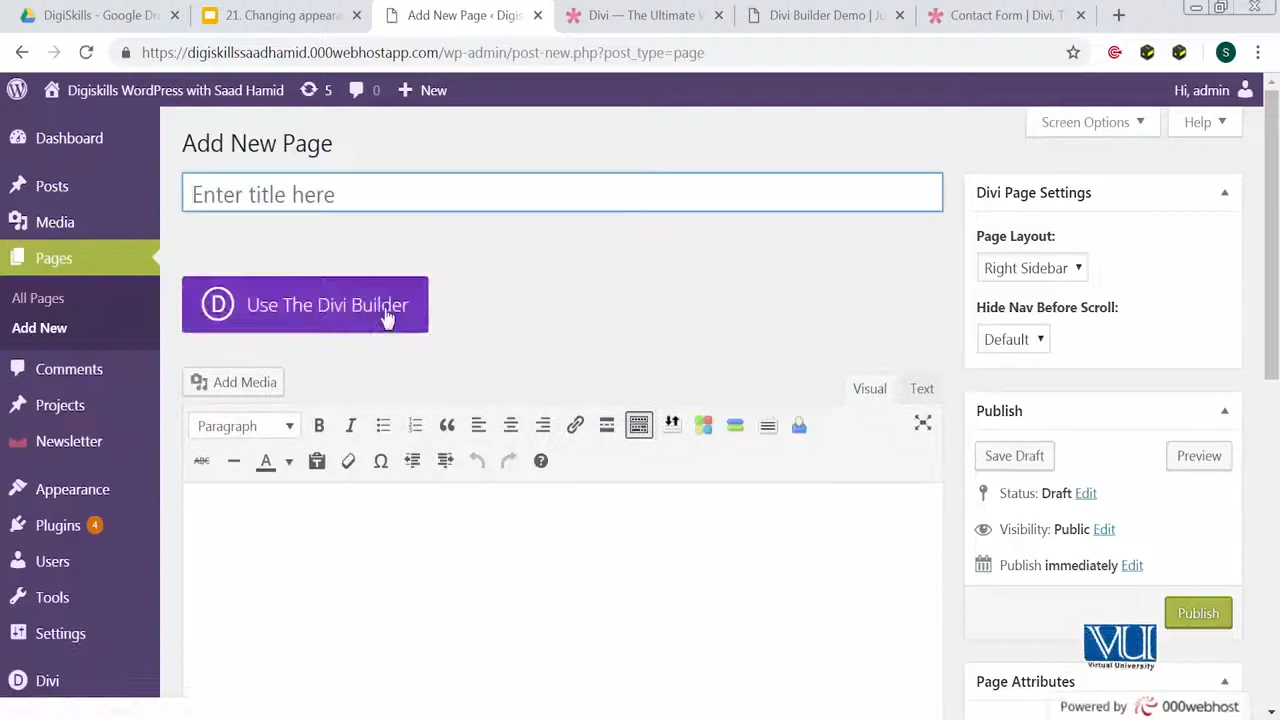 DigiSkills - Google Dr
21. Changing appear
Add New Page ‹ Digis
Divi — The Ultimate W
Divi Builder Demo | Ju
Contact Form | Divi, T
https://digiskillssaadhamid.000webhostapp.com/wp-admin/post-new.php?post_type=page
S
Digiskills WordPress with Saad Hamid
5
0
New
Hi, admin
Dashboard
Posts
Media
Pages
All Pages
Add New
Comments
Projects
Newsletter
Appearance
Plugins 4
Users
Tools
Settings
Divi
Screen Options
Help
Add New Page
Enter title here
D Use The Divi Builder
Add Media
Visual
Text
Paragraph
B I
ABC A Ω ?
Divi Page Settings
Page Layout:
Right Sidebar
Hide Nav Before Scroll:
Default
Publish
Save Draft
Preview
Status: Draft Edit
Visibility: Public Edit
Publish immediately Edit
Publish
VU
Virtual University
Page Attributes
Powered by 000webhost